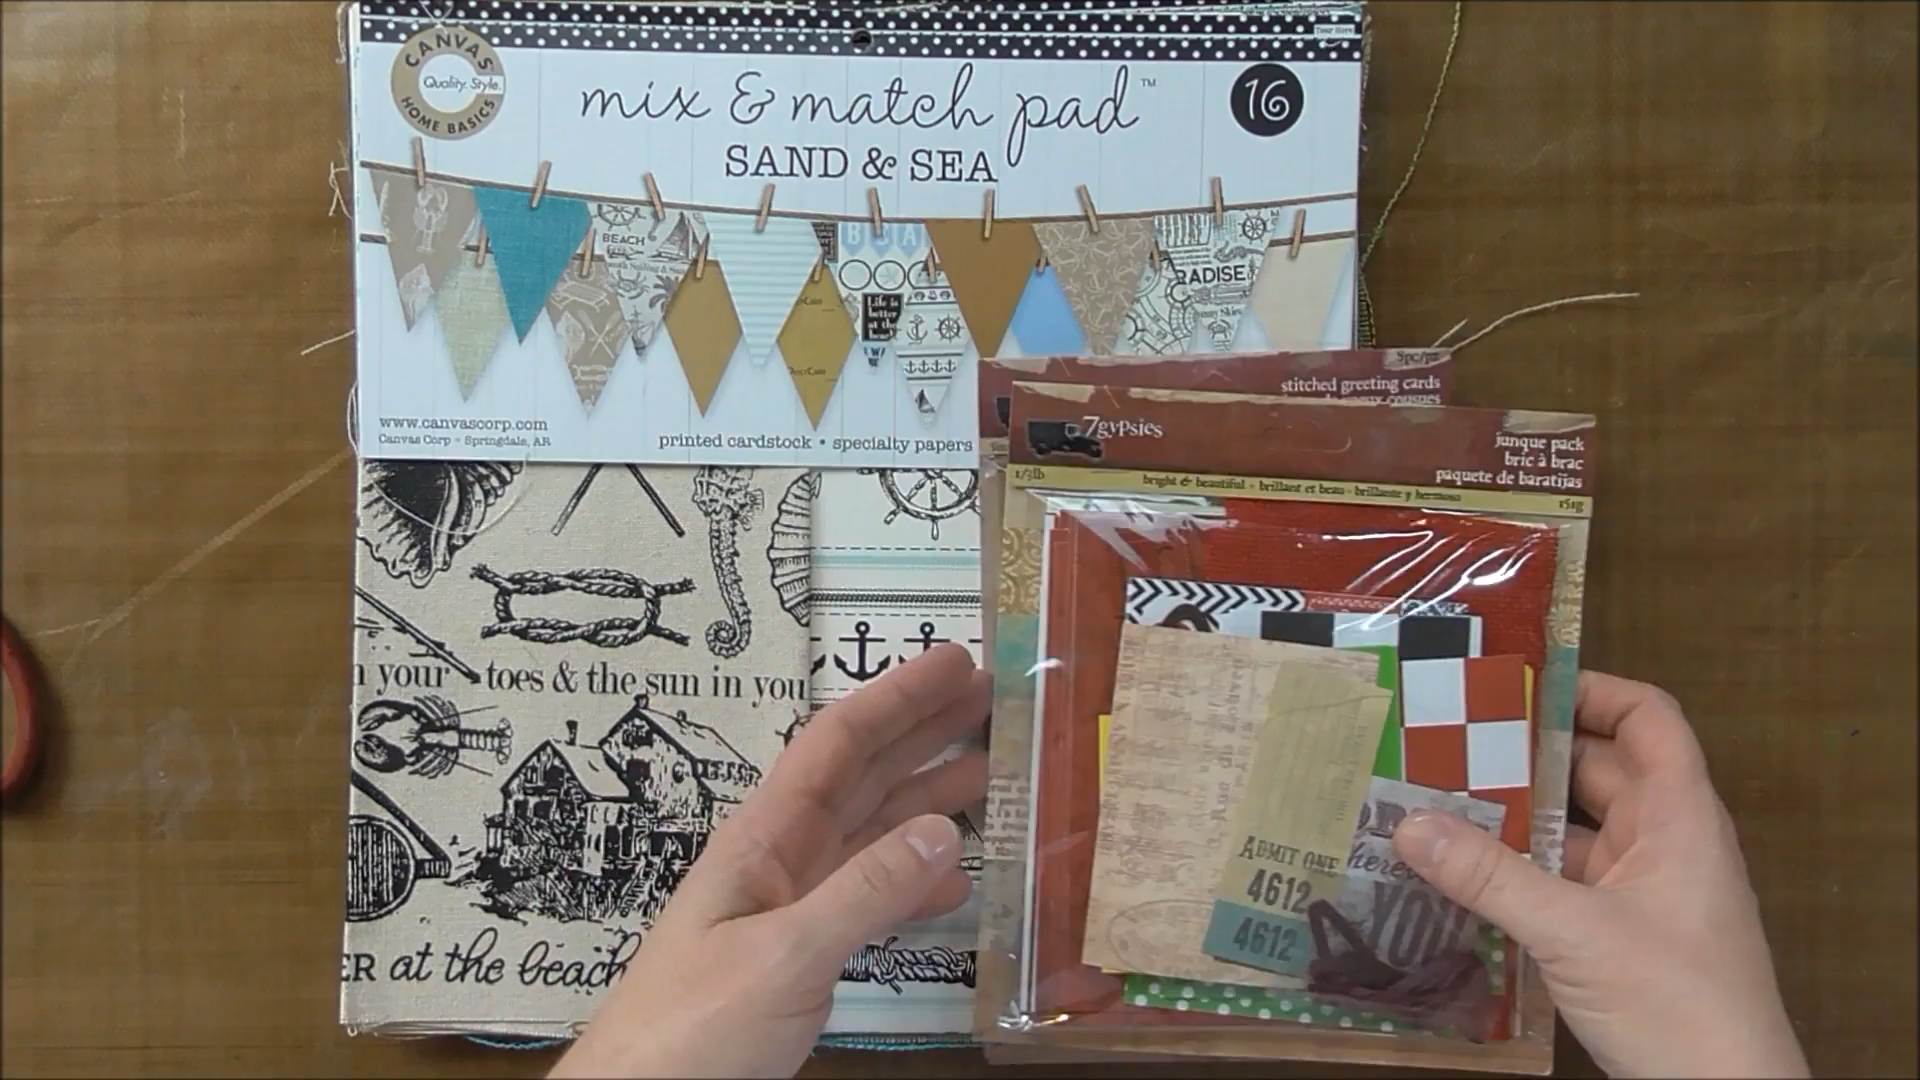 CANVAS
Quality. Style.
HOME BASICS
mix & match pad™
16
SAND & SEA
BEACH
BEA
Life is
better
at the
beach
www.canvascorp.com
Canvas Corp • Springdale, AR
printed cardstock • specialty papers
stitched greeting cards
7gypsies
junque pack
bric à brac
paquete de baratijas
1/3lb
bright & beautiful - brillant et beau - brillante y hermoso
151g
n your toes & the sun in you
ER at the beach
ADMIT ONE
4612
4612
here
YOU